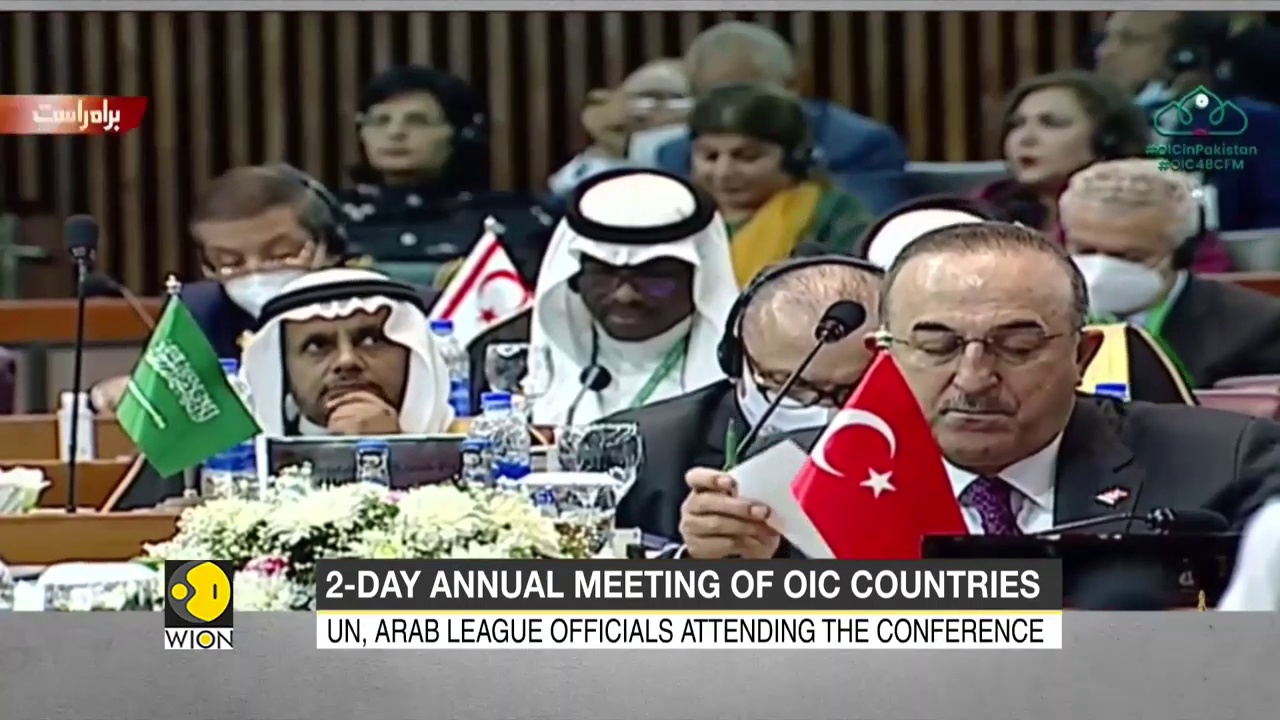 براہ راست
#OICinPakistan
#OIC48CFM
2-DAY ANNUAL MEETING OF OIC COUNTRIES
UN, ARAB LEAGUE OFFICIALS ATTENDING THE CONFERENCE
WION